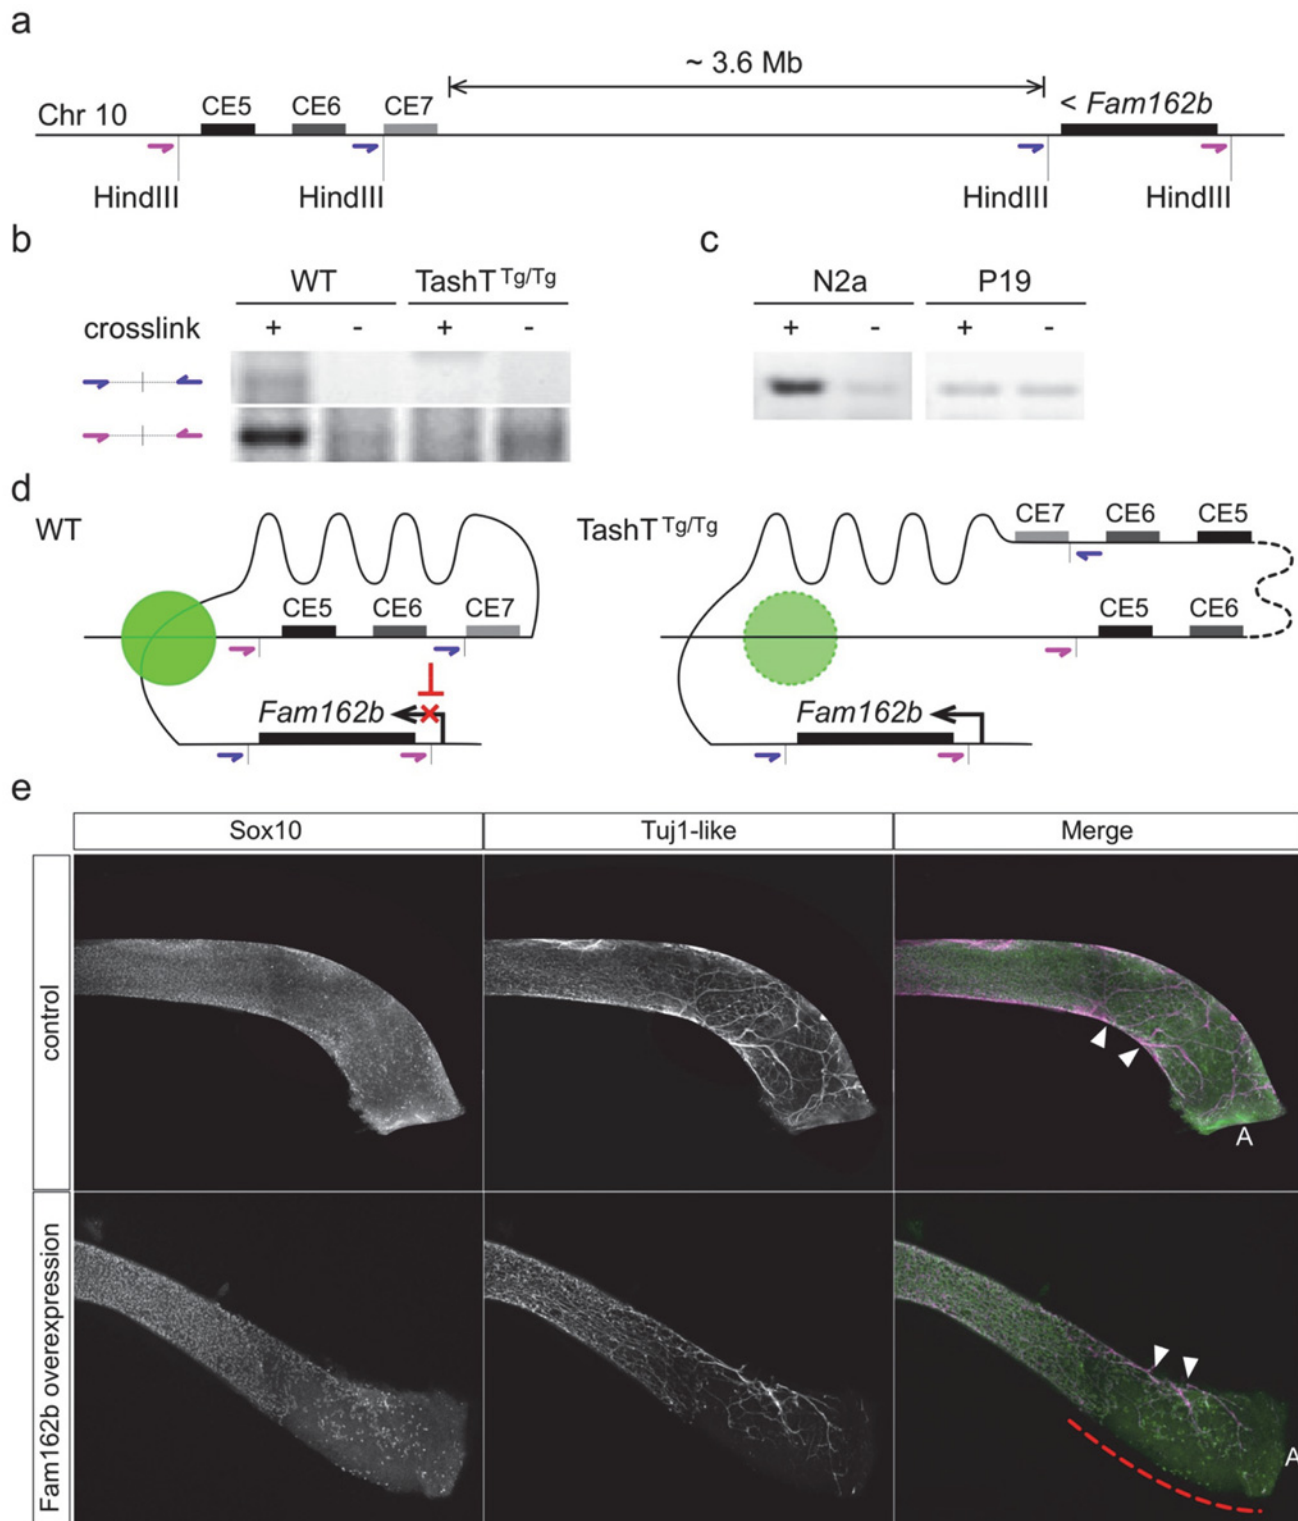 a
~ 3.6 Mb
Chr 10
CE5 CE6 CE7
< Fam162b
HindIII HindIII HindIII HindIII
b
WT TashT Tg/Tg
crosslink + - + -
c
N2a P19
+ - + -
d
WT
CE5 CE6 CE7
Fam162b
TashT Tg/Tg
CE7 CE6 CE5
CE5 CE6
Fam162b
e
Sox10 Tuj1-like Merge
control
A
Fam162b overexpression
A